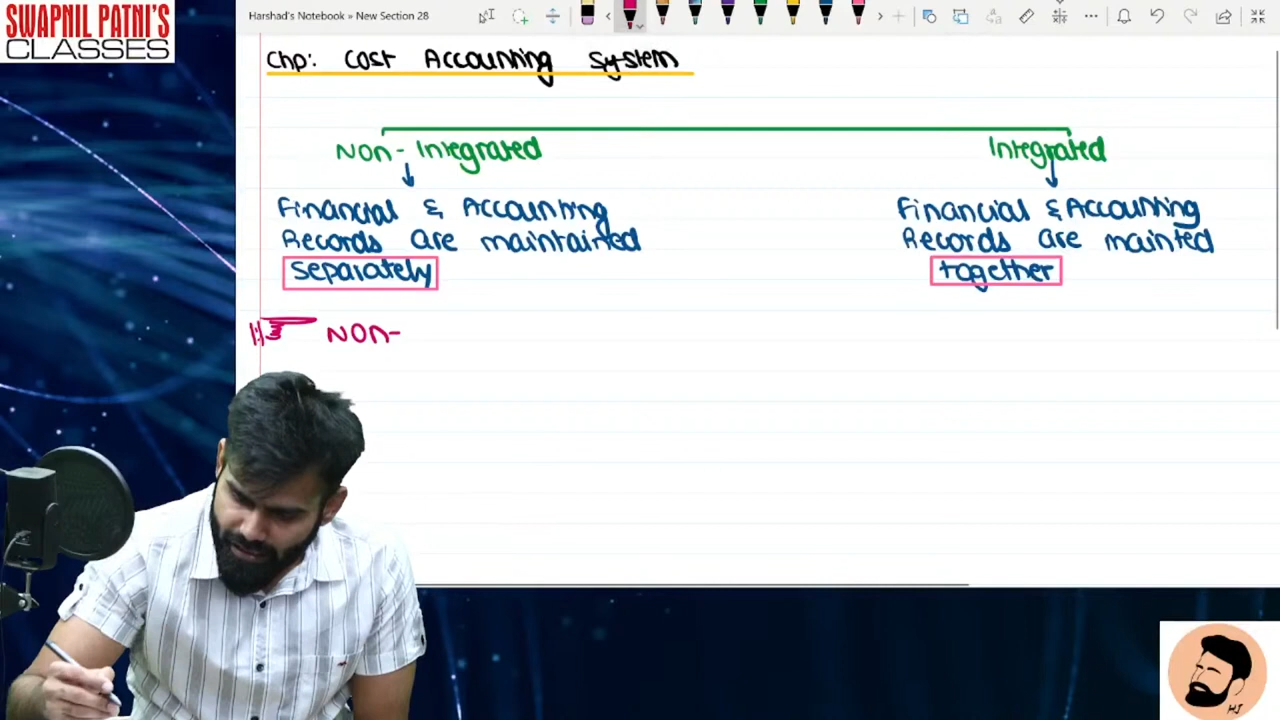 SWAPNIL PATNI'S
CLASSES
Harshad's Notebook » New Section 28
Chp: Cost Accounting System
Non- Integrated
Integrated
Financial & Accounting
Records are maintained
separately
Financial & Accounting
Records are mainted
together
Non-
HJ